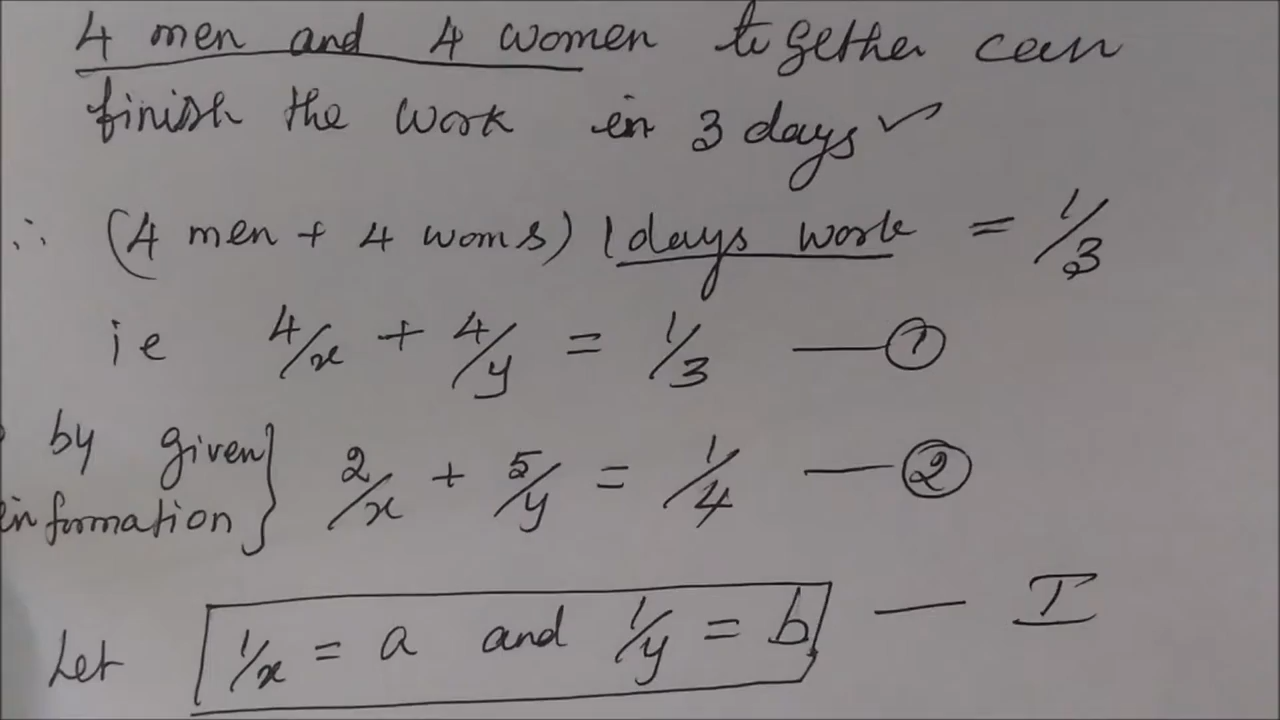 4 men and 4 women together can
finish the work in 3 days ✓
∴ (4 men + 4 woms) 1 days work = 1/3
ie 4/x + 4/y = 1/3 — ①
by given } 2/x + 5/y = 1/4 — ②
information
Let 1/x = a and 1/y = b — I